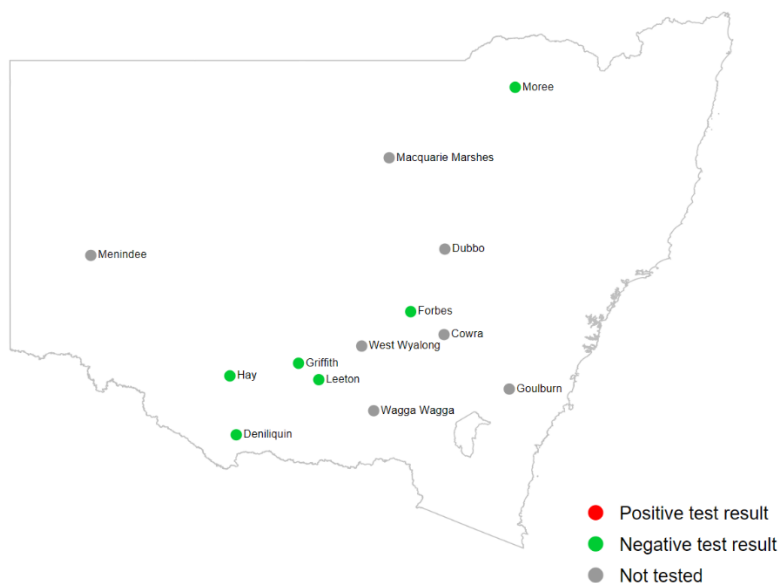 Moree
Macquarie Marshes
Dubbo
Menindee
Forbes
Cowra
West Wyalong
Griffith
Hay
Leeton
Goulburn
Wagga Wagga
Deniliquin
Positive test result
Negative test result
Not tested